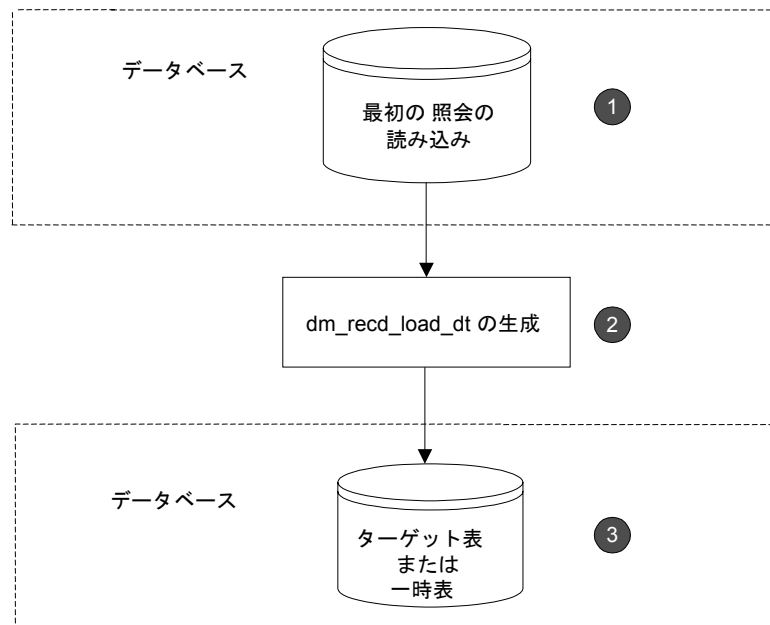 データベース
最初の 照会の
読み込み
1
dm_recd_load_dt の生成
2
データベース
ターゲット表
または
一時表
3